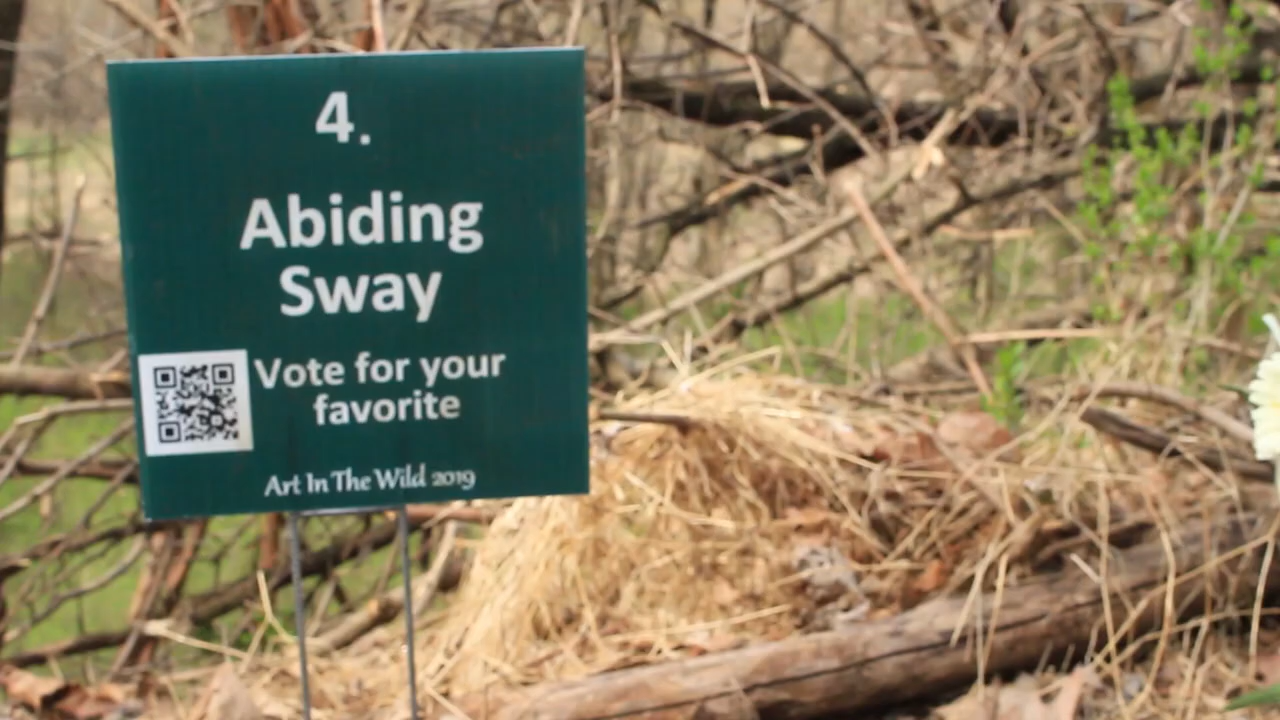 4.
Abiding
Sway
Vote for your
favorite
Art In The Wild 2019